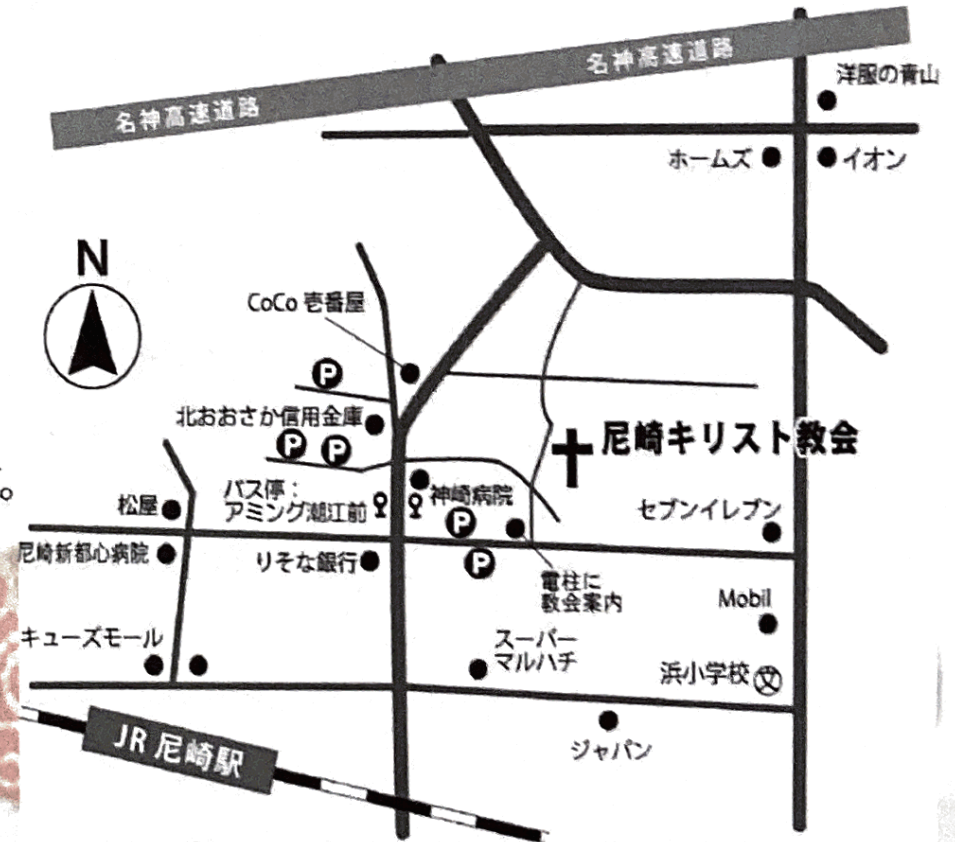 名神高速道路
名神高速道路
洋服の青山
ホームズ
イオン
N
CoCo 壱番屋
P
北おおさか信用金庫
P
P
尼崎キリスト教会
バス停：
アミング潮江前
神崎病院
P
セブンイレブン
松屋
尼崎新都心病院
りそな銀行
P
電柱に
教会案内
Mobil
キューズモール
スーパー
マルハチ
浜小学校
文
ジャパン
JR 尼崎駅
。